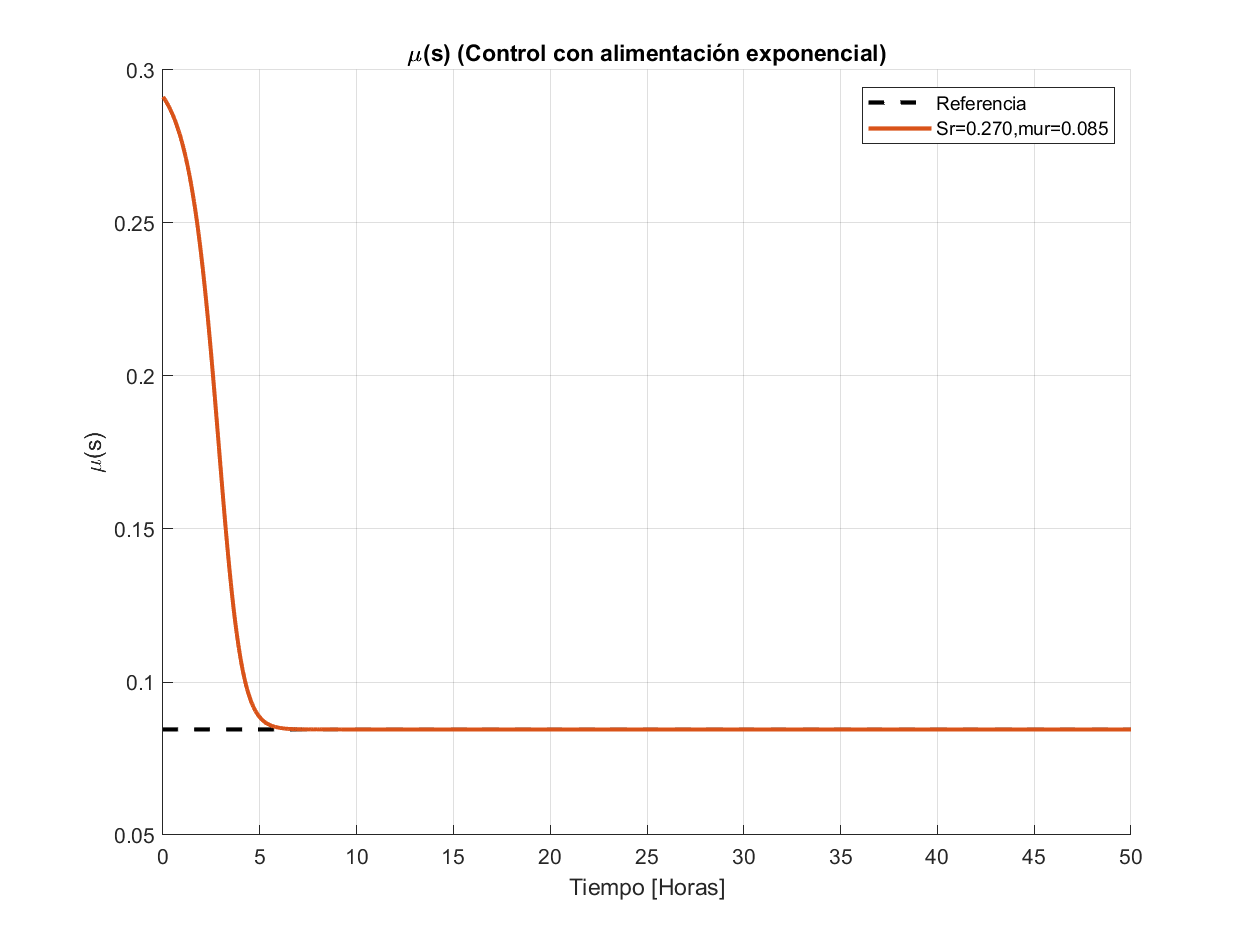 μ(s) (Control con alimentación exponencial)
Referencia
Sr=0.270,mur=0.085
0.3
0.25
0.2
0.15
0.1
0.05
μ(s)
0 5 10 15 20 25 30 35 40 45 50
Tiempo [Horas]